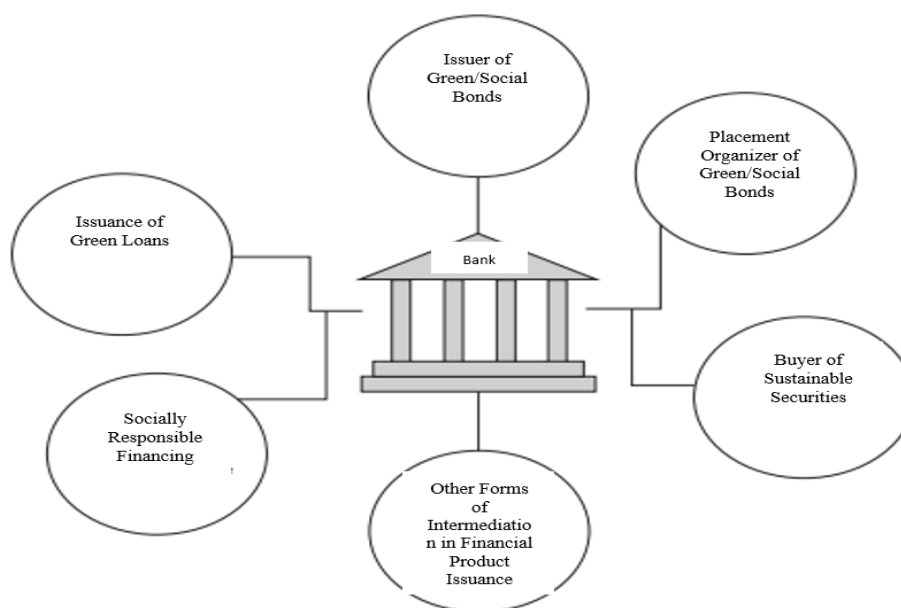 Issuer of
Green/Social
Bonds
Placement
Organizer of
Green/Social
Bonds
Issuance of
Green Loans
Bank
Buyer of
Sustainable
Securities
Socially
Responsible
Financing
Other Forms
of
Intermediatio
n in Financial
Product
Issuance